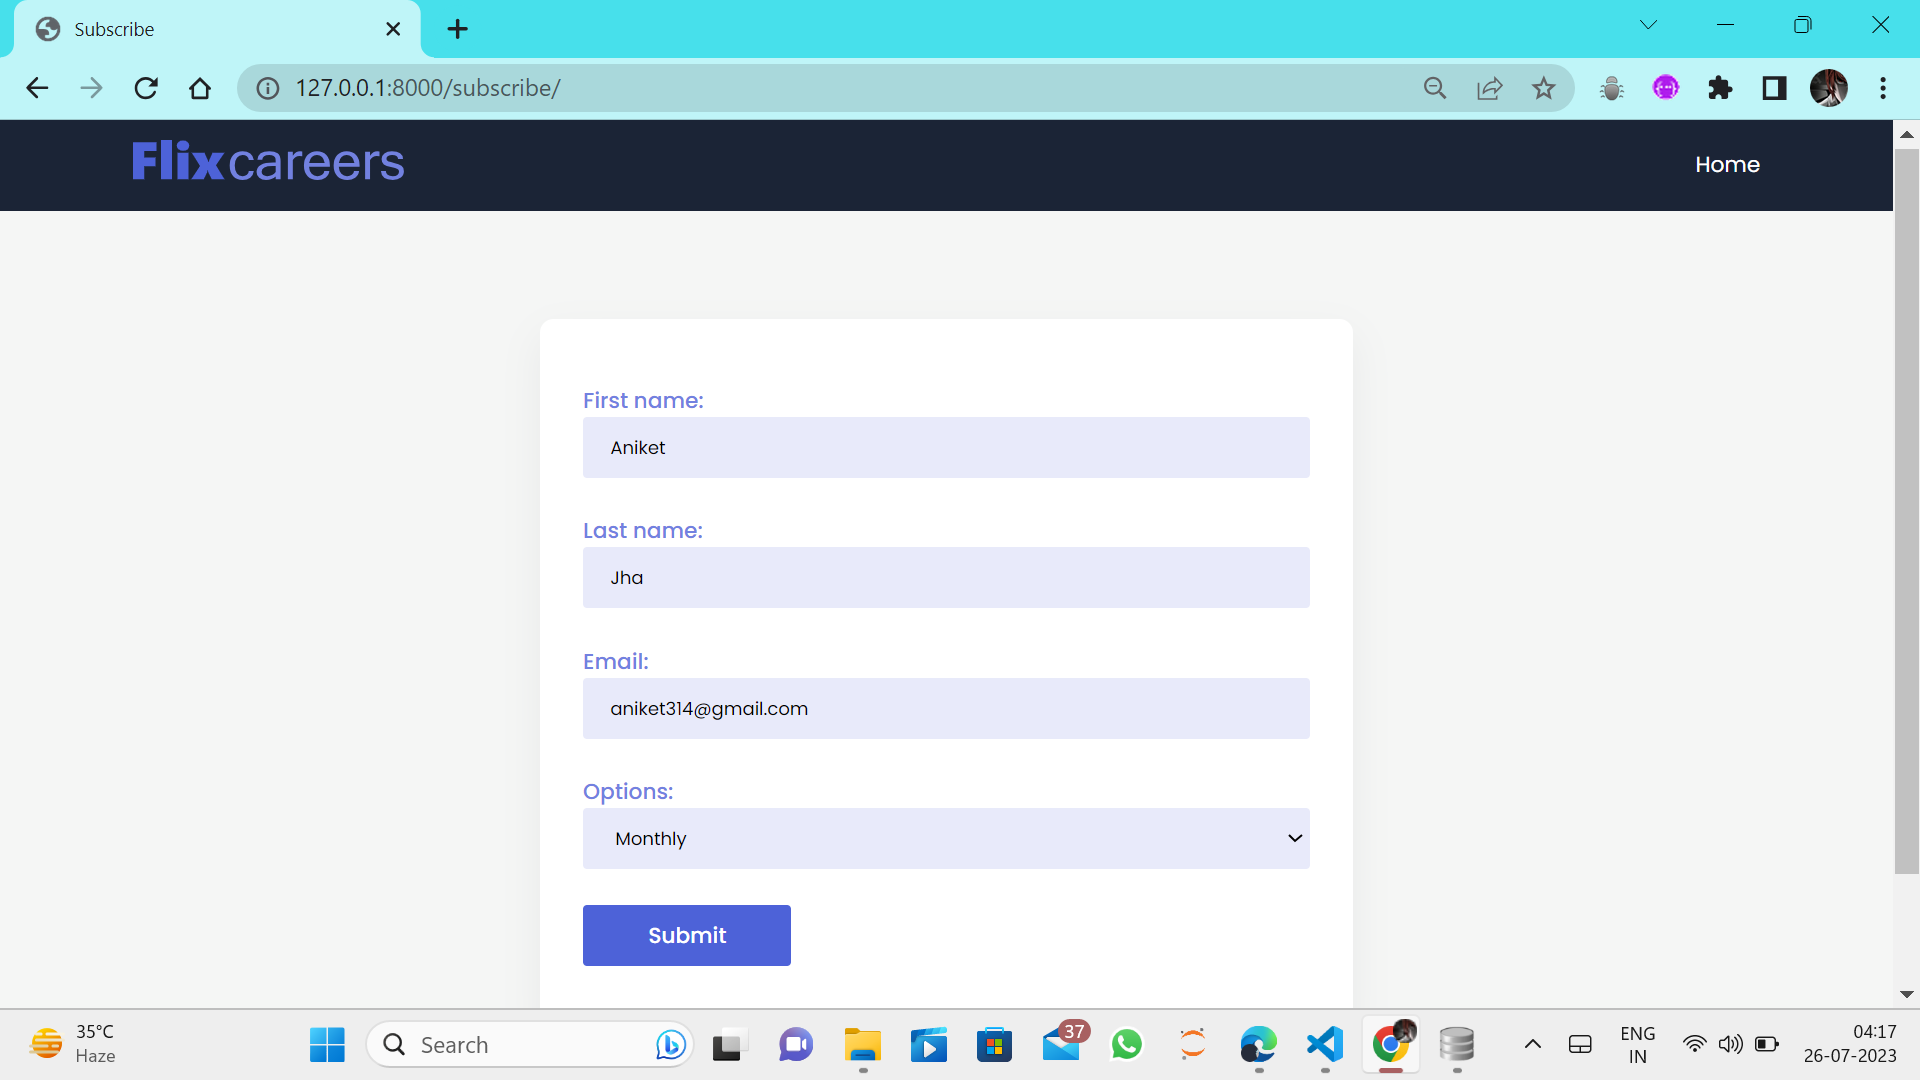 Subscribe
127.0.0.1:8000/subscribe/
Flixcareers
Home
First name:
Aniket
Last name:
Jha
Email:
aniket314@gmail.com
Options:
Monthly
Submit
35°C
Haze
Search
37
ENG
IN
04:17
26-07-2023